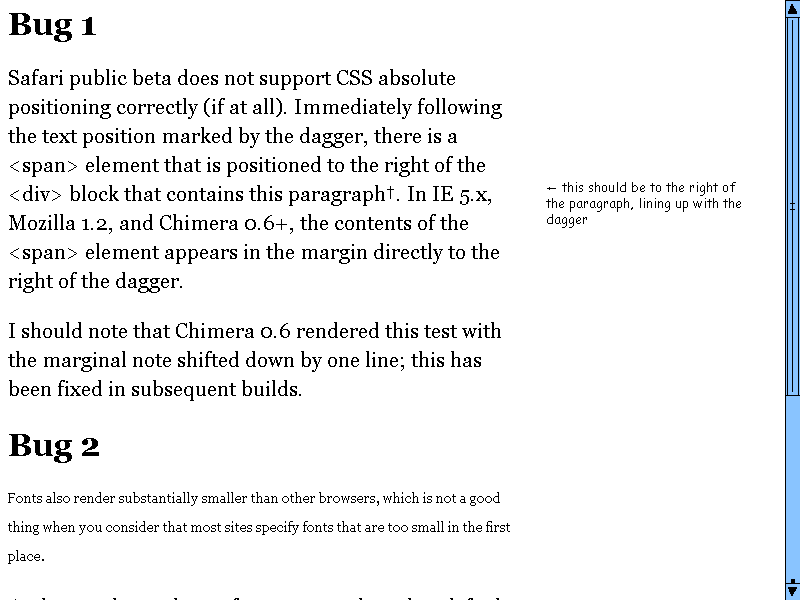 Bug 1
Safari public beta does not support CSS absolute
positioning correctly (if at all). Immediately following
the text position marked by the dagger, there is a
<span> element that is positioned to the right of the
<div> block that contains this paragraph†. In IE 5.x,
Mozilla 1.2, and Chimera 0.6+, the contents of the
<span> element appears in the margin directly to the
right of the dagger.
← this should be to the right of
the paragraph, lining up with the
dagger
I should note that Chimera 0.6 rendered this test with
the marginal note shifted down by one line; this has
been fixed in subsequent builds.
Bug 2
Fonts also render substantially smaller than other browsers, which is not a good
thing when you consider that most sites specify fonts that are too small in the first
place.